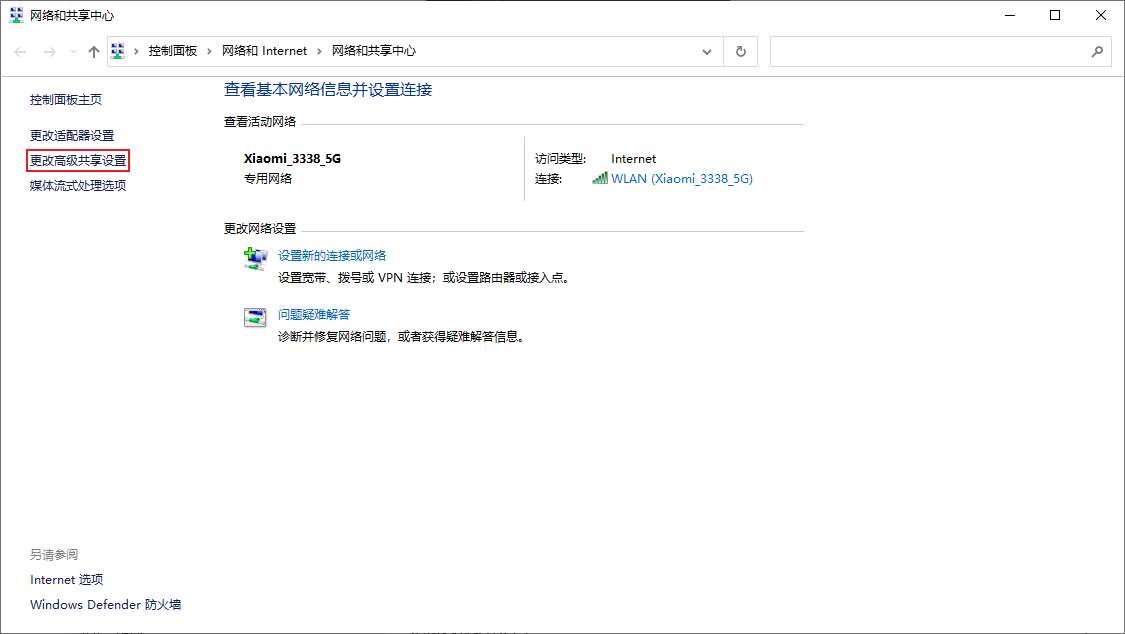 网络和共享中心
控制面板 网络和 Internet 网络和共享中心
控制面板主页
更改适配器设置
更改高级共享设置
媒体流式处理选项
查看基本网络信息并设置连接
查看活动网络
Xiaomi_3338_5G
专用网络
访问类型: Internet
连接: WLAN (Xiaomi_3338_5G)
更改网络设置
设置新的连接或网络
设置宽带、拨号或 VPN 连接；或设置路由器或接入点。
问题疑难解答
诊断并修复网络问题，或者获得疑难解答信息。
另请参阅
Internet 选项
Windows Defender 防火墙